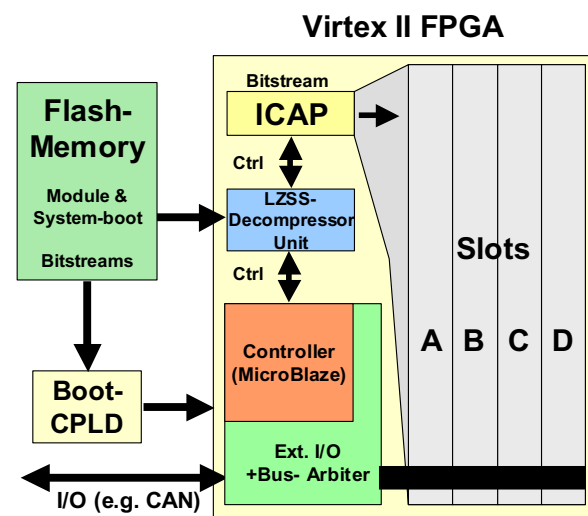 Virtex II FPGA
Flash-
Memory
Module &
System-boot
Bitstreams
Boot-
CPLD
I/O (e.g. CAN)
Bitstream
ICAP
Ctrl
LZSS-
Decompressor
Unit
Ctrl
Controller
(MicroBlaze)
Ext. I/O
+Bus- Arbiter
Slots
A B C D